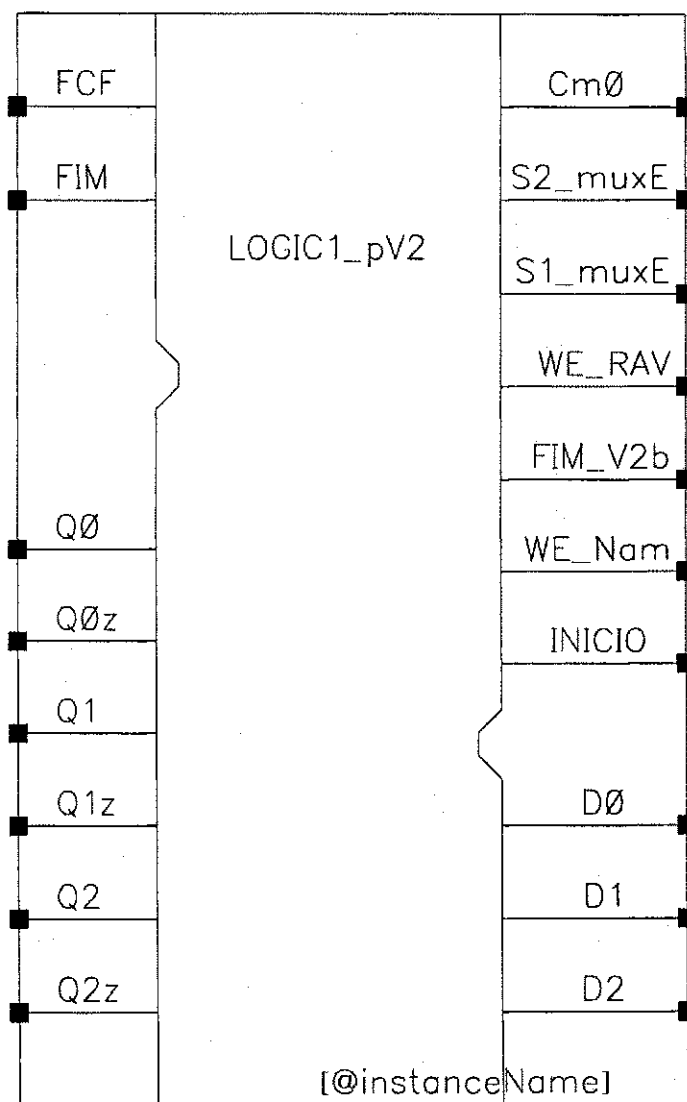 FCF
Cm0
FIM
S2_muxE
LOGIC1_pV2
S1_muxE
WE_RAV
FIM_V2b
Q0
WE_Nam
Q0z
INICIO
Q1
Q1z
D0
Q2
D1
Q2z
D2
[@instanceName]